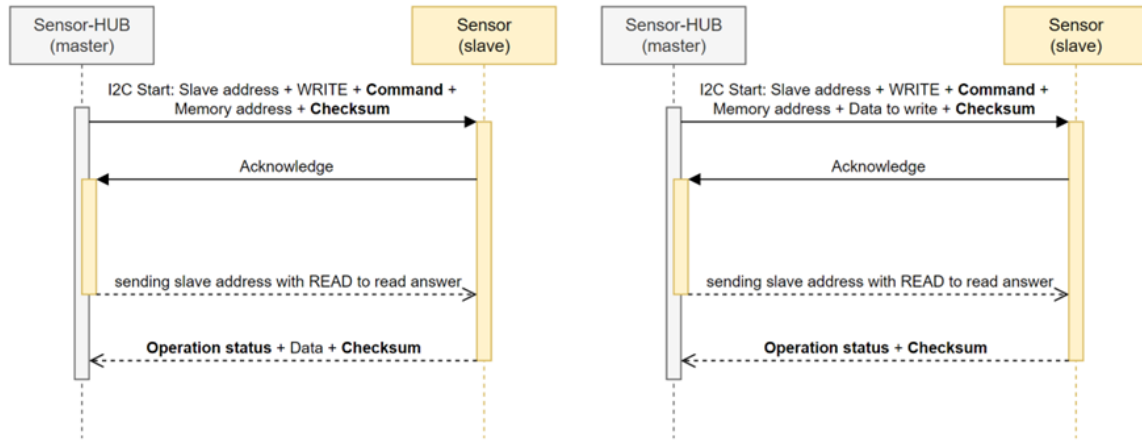 Sensor-HUB
(master)
Sensor
(slave)
I2C Start: Slave address + WRITE + Command +
Memory address + Checksum
Acknowledge
sending slave address with READ to read answer
Operation status + Data + Checksum
Sensor-HUB
(master)
Sensor
(slave)
I2C Start: Slave address + WRITE + Command +
Memory address + Data to write + Checksum
Acknowledge
sending slave address with READ to read answer
Operation status + Checksum